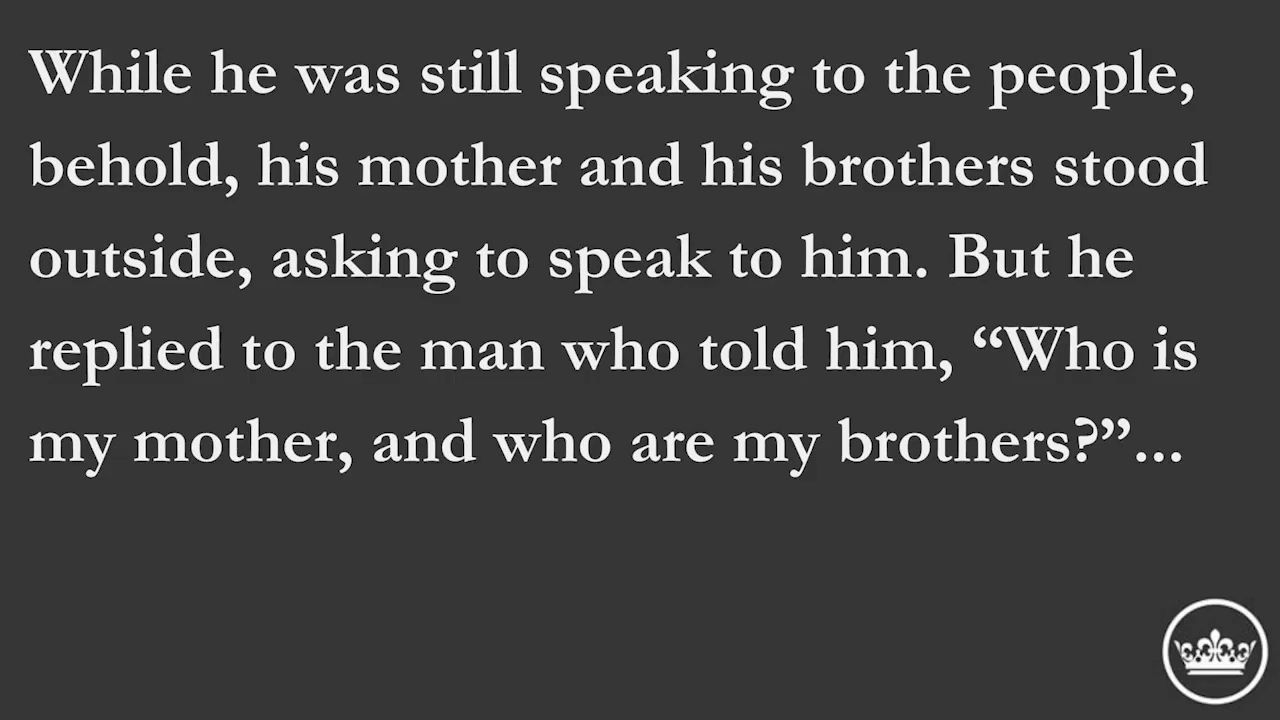 While he was still speaking to the people,
behold, his mother and his brothers stood
outside, asking to speak to him. But he
replied to the man who told him, “Who is
my mother, and who are my brothers?”...